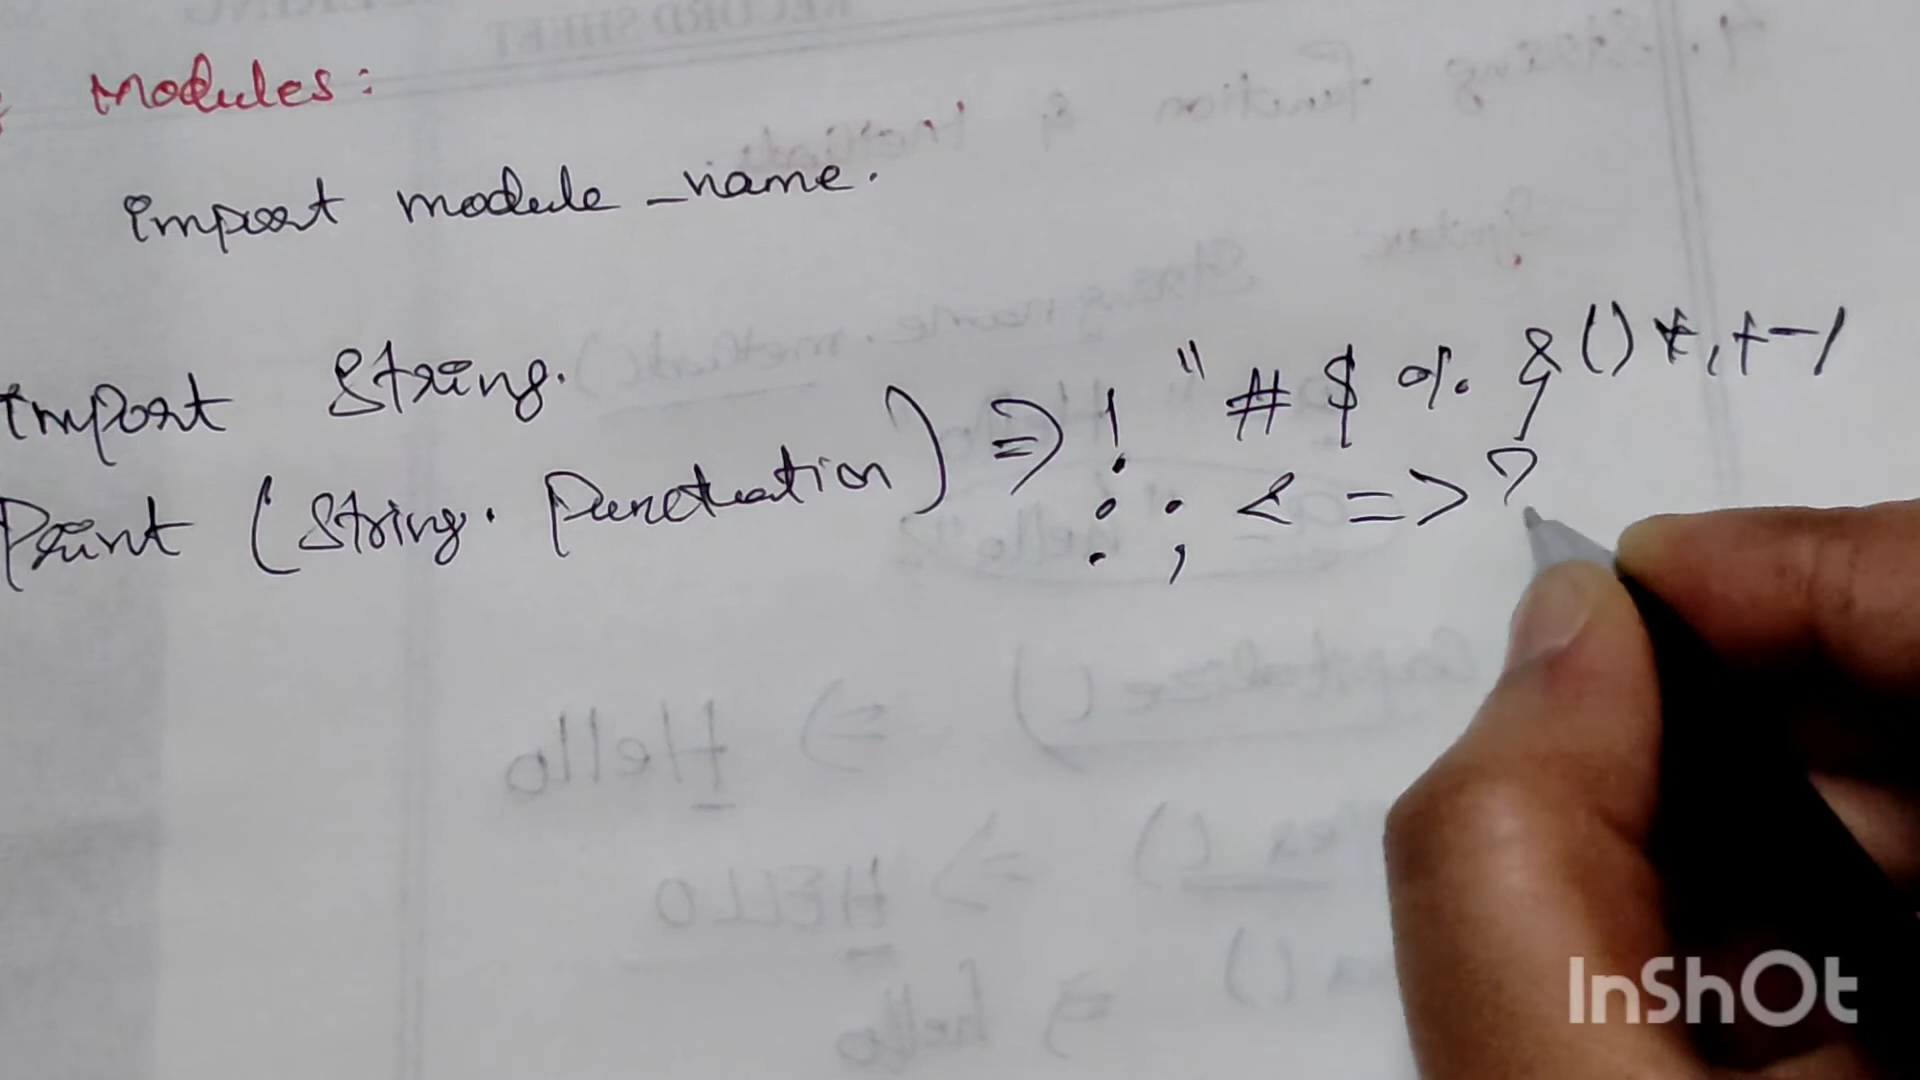 Modules:
import module_name.
import String.
Print (String. Punctuation) => ! " # $ % & () *, + - /
: ; < = > ?
InShOt